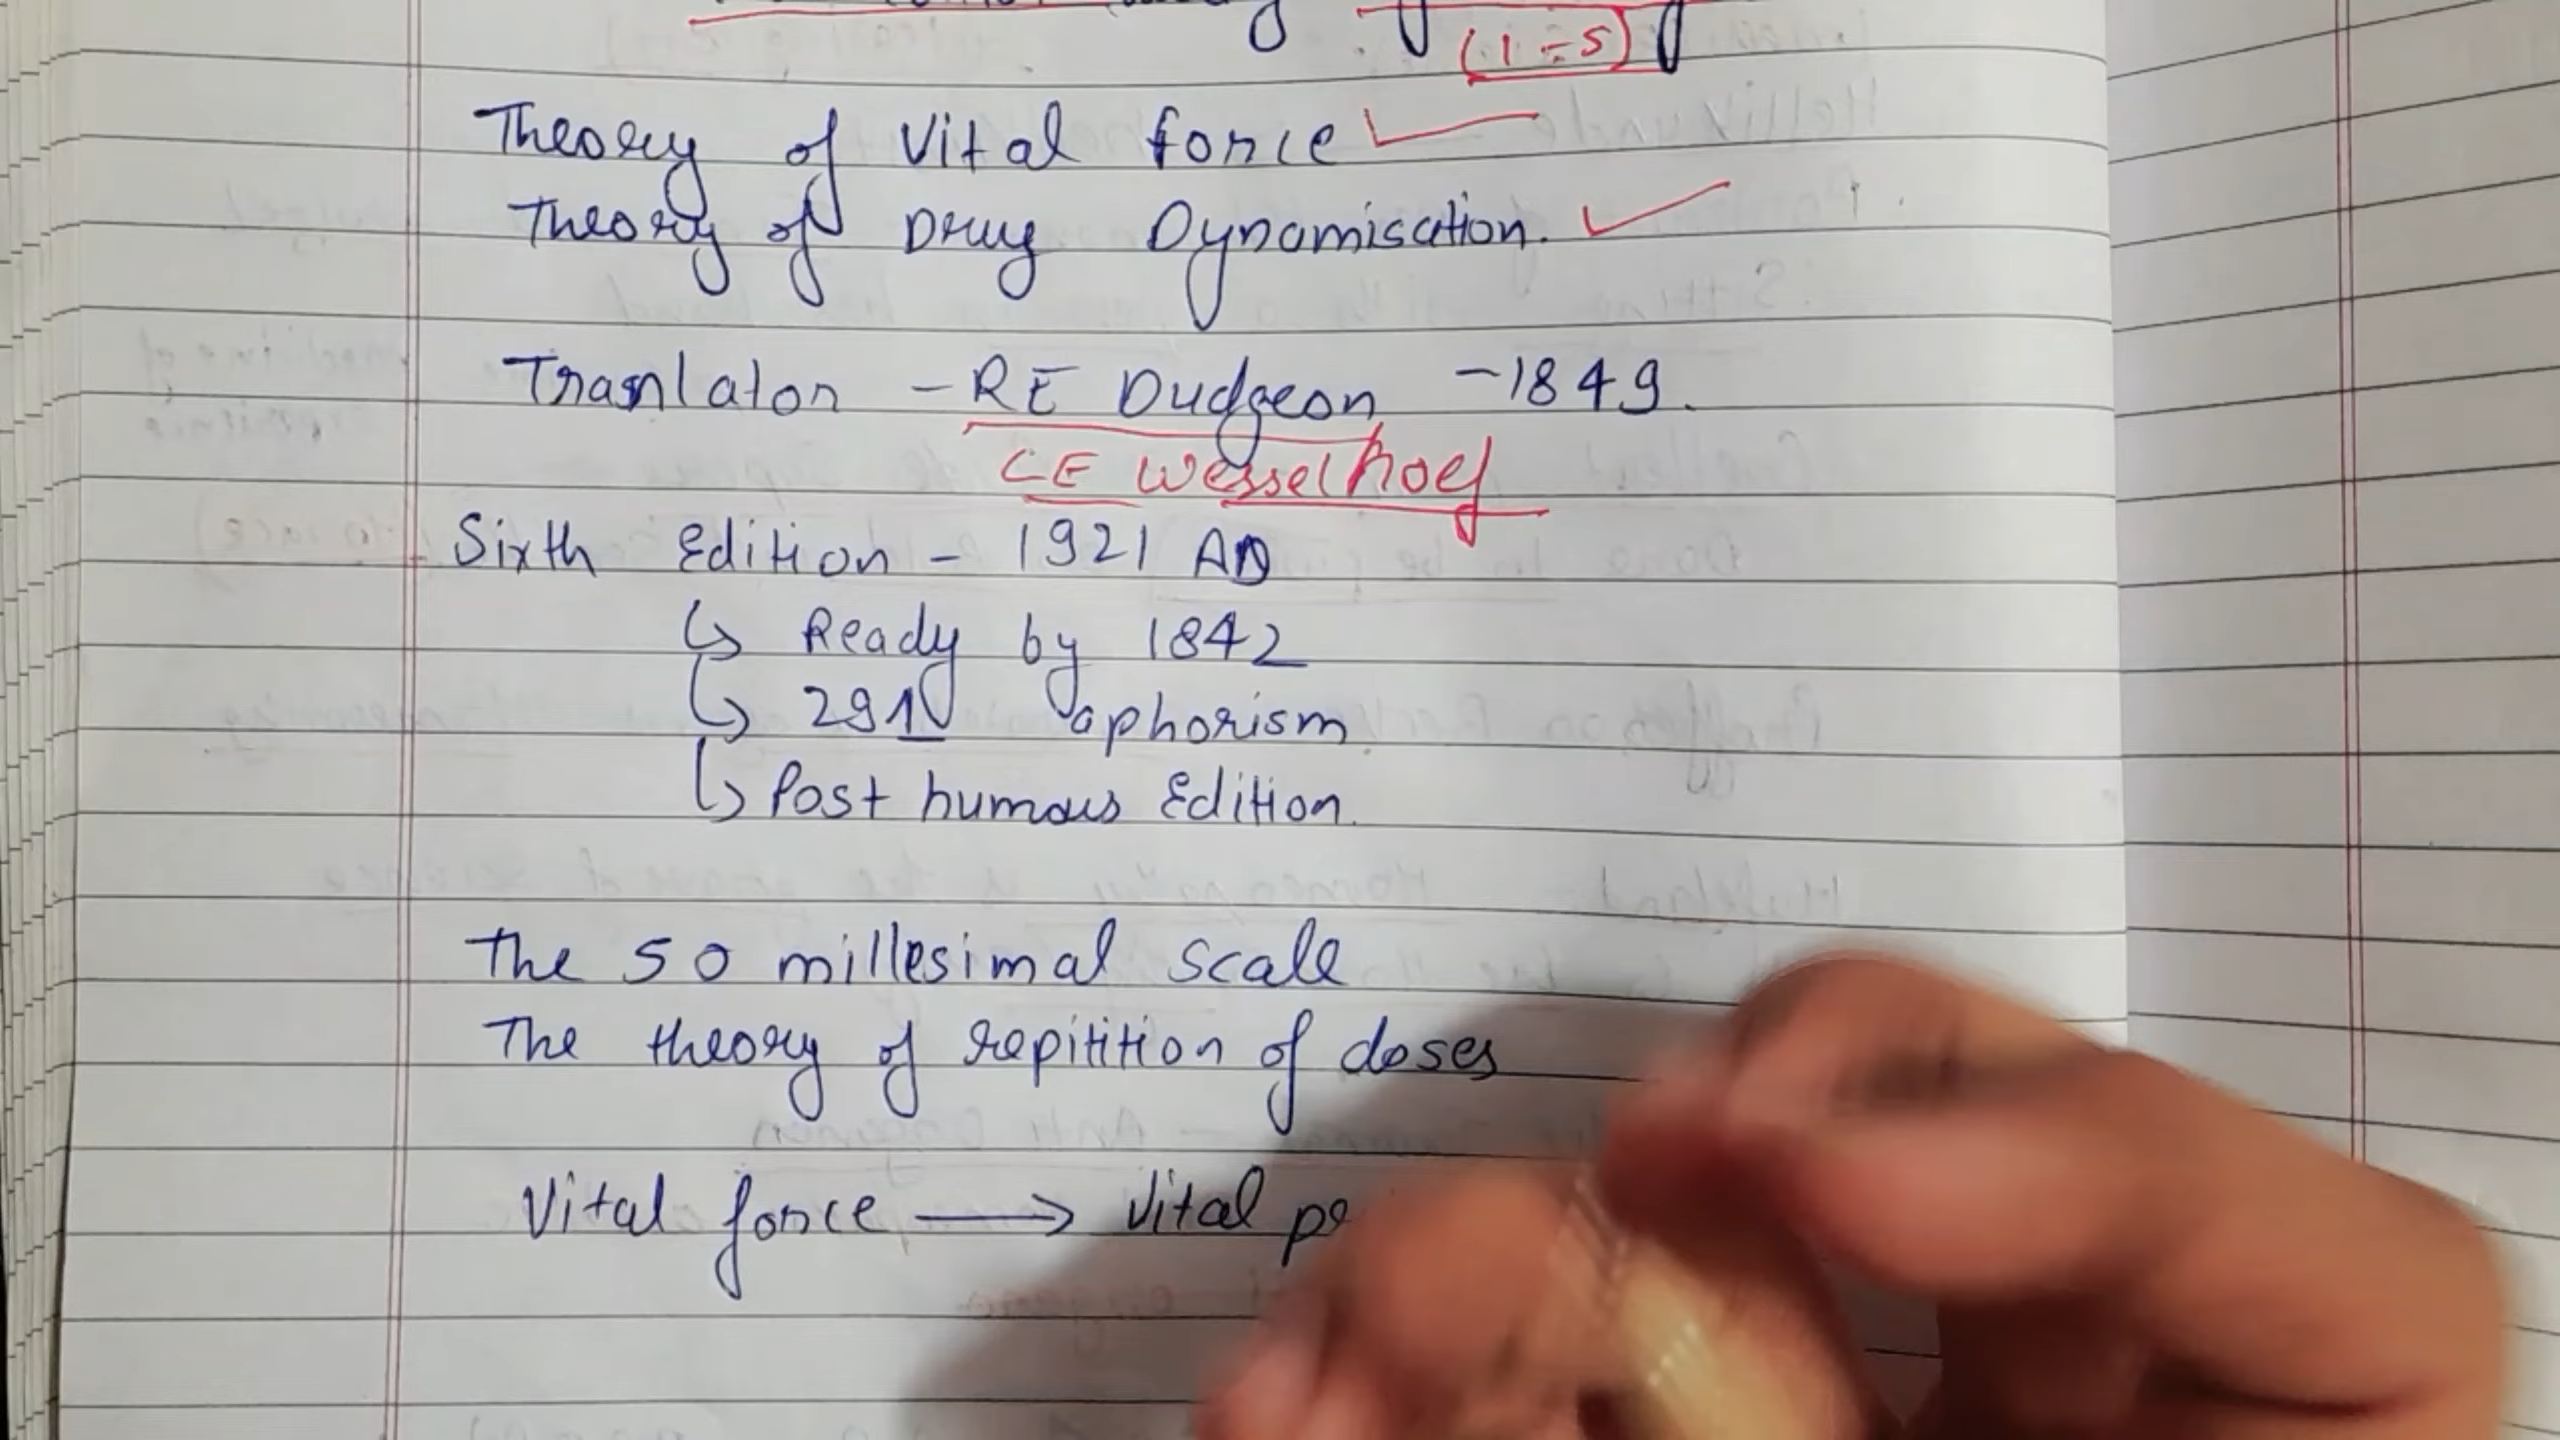 (1-5)
Theory of Vital force
Theory of Drug Dynamisation.
Tranlator - RE Dudgeon - 1849.
CE Wesselhoef
Sixth Edition - 1921 AD
Ready by 1842
291 aphorism
Post humous Edition.
The 50 millesimal scale
The theory of repitition of doses
Vital force → Vital